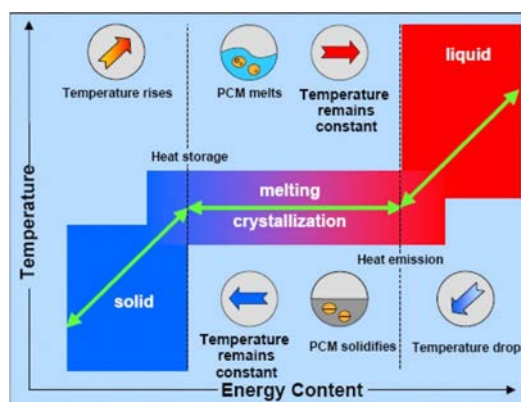 Temperature rises
PCM melts
Temperature
remains
constant
liquid
Heat storage
melting
crystallization
Temperature
solid
Heat emission
Temperature
remains
constant
PCM solidifies
Temperature drop
Energy Content